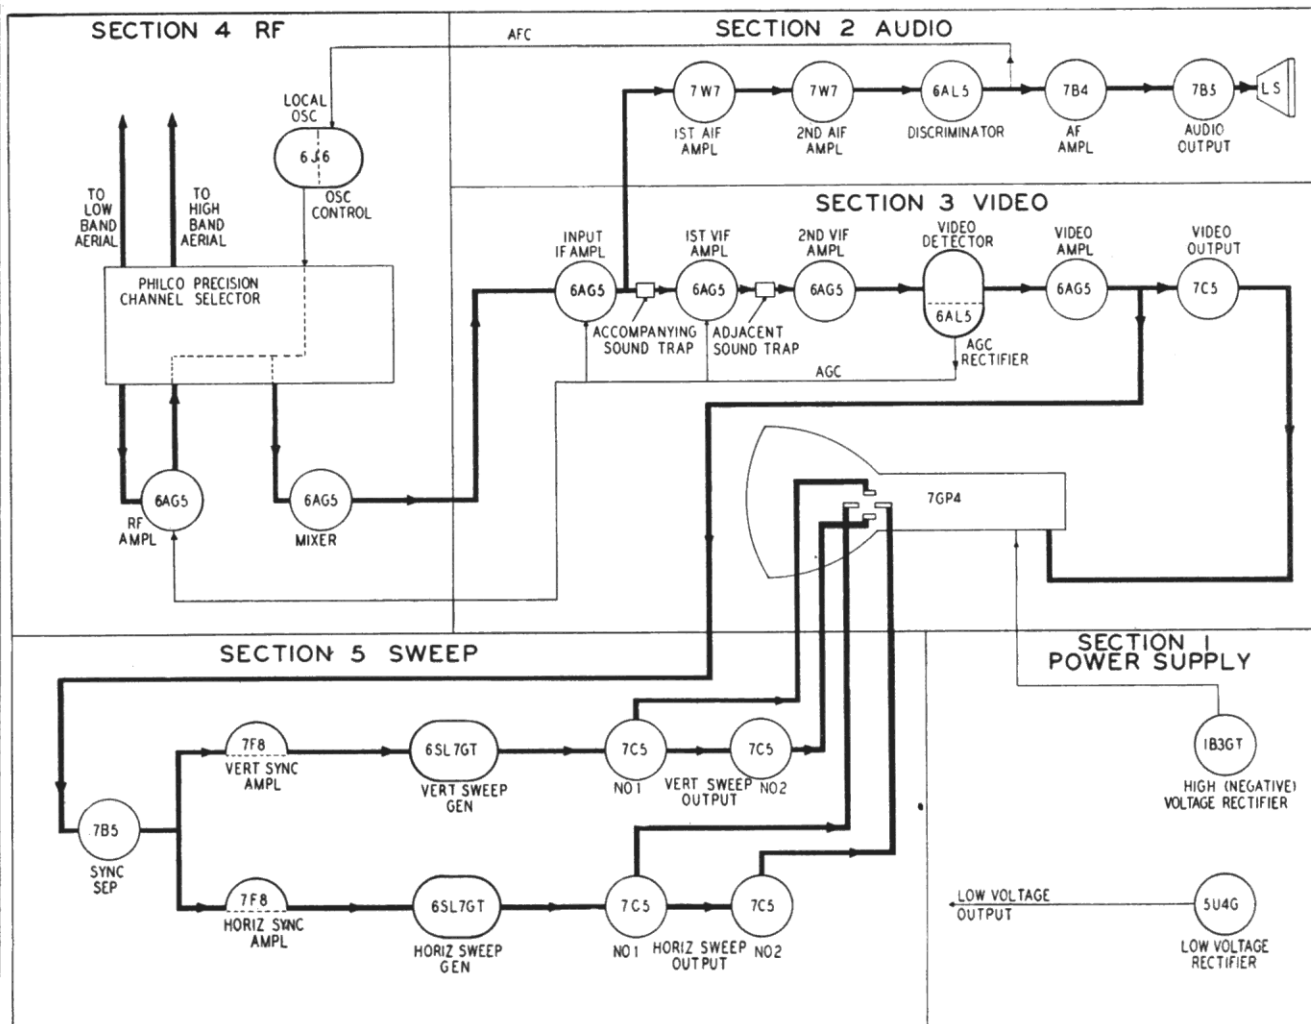 SECTION 4 RF
LOCAL
OSC
6J6
OSC
CONTROL
TO
LOW
BAND
AERIAL
TO
HIGH
BAND
AERIAL
PHILCO PRECISION
CHANNEL SELECTOR
6AG5
RF
AMPL
6AG5
MIXER
AFC
SECTION 2 AUDIO
7W7
1ST AIF
AMPL
7W7
2ND AIF
AMPL
6AL5
DISCRIMINATOR
7B4
AF
AMPL
7B5
AUDIO
OUTPUT
LS
SECTION 3 VIDEO
INPUT
IF AMPL
6AG5
ACCOMPANYING
SOUND TRAP
1ST VIF
AMPL
6AG5
ADJACENT
SOUND TRAP
2ND VIF
AMPL
6AG5
VIDEO
DETECTOR
6AL5
AGC
RECTIFIER
AGC
VIDEO
AMPL
6AG5
VIDEO
OUTPUT
7C5
7GP4
SECTION 5 SWEEP
7B5
SYNC
SEP
7F8
VERT SYNC
AMPL
6SL7GT
VERT SWEEP
GEN
7C5
NO1
VERT SWEEP
OUTPUT
7C5
NO2
7F8
HORIZ SYNC
AMPL
6SL7GT
HORIZ SWEEP
GEN
7C5
NO1
HORIZ SWEEP
OUTPUT
7C5
NO2
SECTION 1
POWER SUPPLY
1B3GT
HIGH (NEGATIVE)
VOLTAGE RECTIFIER
LOW VOLTAGE
OUTPUT
5U4G
LOW VOLTAGE
RECTIFIER